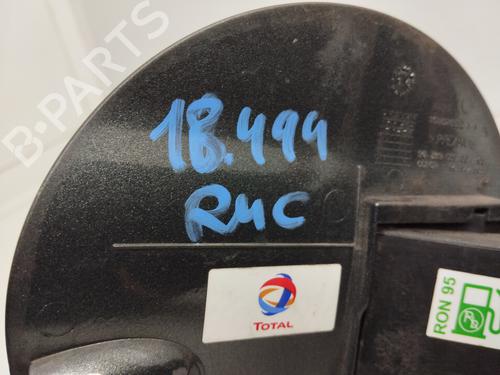 B-PARTS
18.494
RMC
TOTAL
RON 95